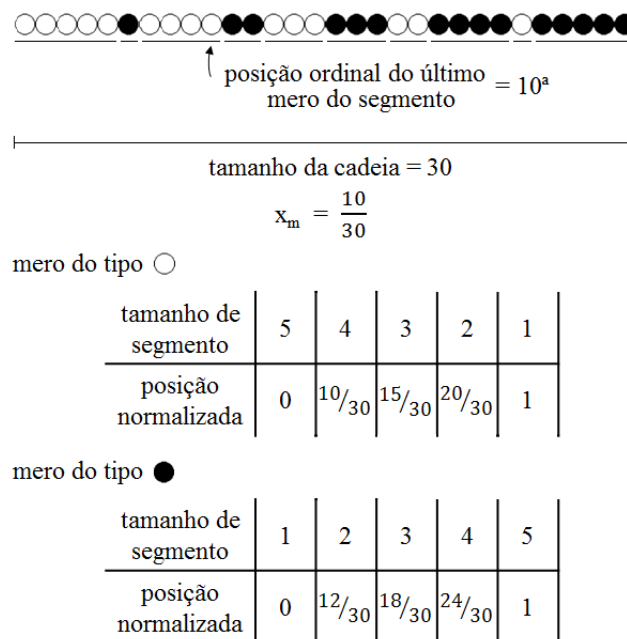 posição ordinal do último
mero do segmento = 10ª
tamanho da cadeia = 30
xₘ = 10/30
mero do tipo
tamanho de segmento 5 4 3 2 1
posição normalizada 0 10/30 15/30 20/30 1
mero do tipo
tamanho de segmento 1 2 3 4 5
posição normalizada 0 12/30 18/30 24/30 1